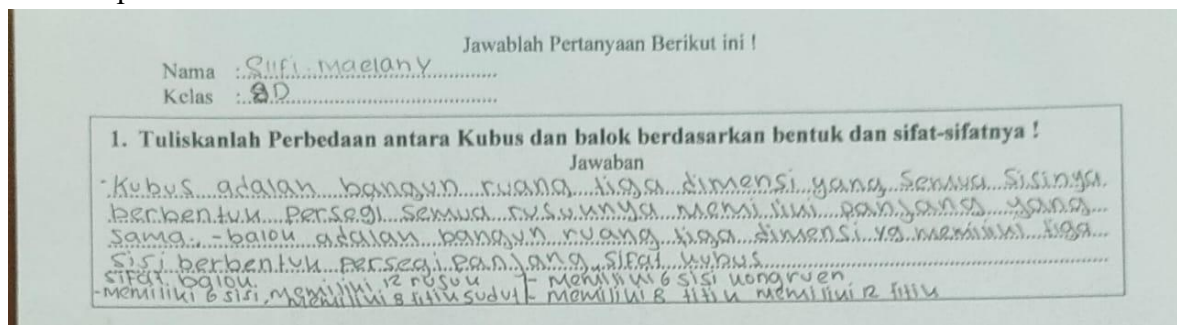 Jawablah Pertanyaan Berikut ini !
Nama : Sufi maelany
Kelas : 8D
1. Tuliskanlah Perbedaan antara Kubus dan balok berdasarkan bentuk dan sifat-sifatnya !
Jawaban
- Kubus adalah bangun ruang tiga dimensi yang Semua Sisinya
berbentuk Persegi semua rusuknya memiliki panjang yang
sama. - balok adalah bangun ruang tiga dimensi yg memiliki tiga
Sisi berbentuk persegi panjang sifat kubus
sifat balok. - Memiliki 6 sisi kongruen
- Memiliki 6 sisi, memiliki 12 rusuk memiliki 8 titik sudut - memiliki 8 titik memiliki 12 titik